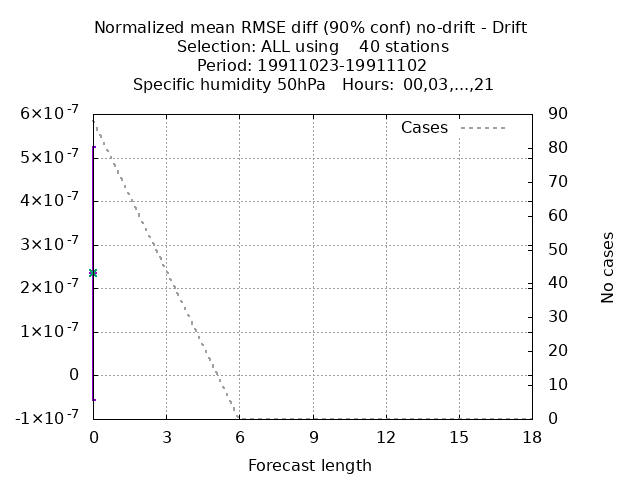 Normalized mean RMSE diff (90% conf) no-drift - Drift
Selection: ALL using    40 stations
Period: 19911023-19911102
Specific humidity 50hPa   Hours: 00,03,...,21
6×10⁻⁷
5×10⁻⁷
4×10⁻⁷
3×10⁻⁷
2×10⁻⁷
1×10⁻⁷
0
-1×10⁻⁷
Cases
90
80
70
60
50
40
30
20
10
0
No cases
0 3 6 9 12 15 18
Forecast length